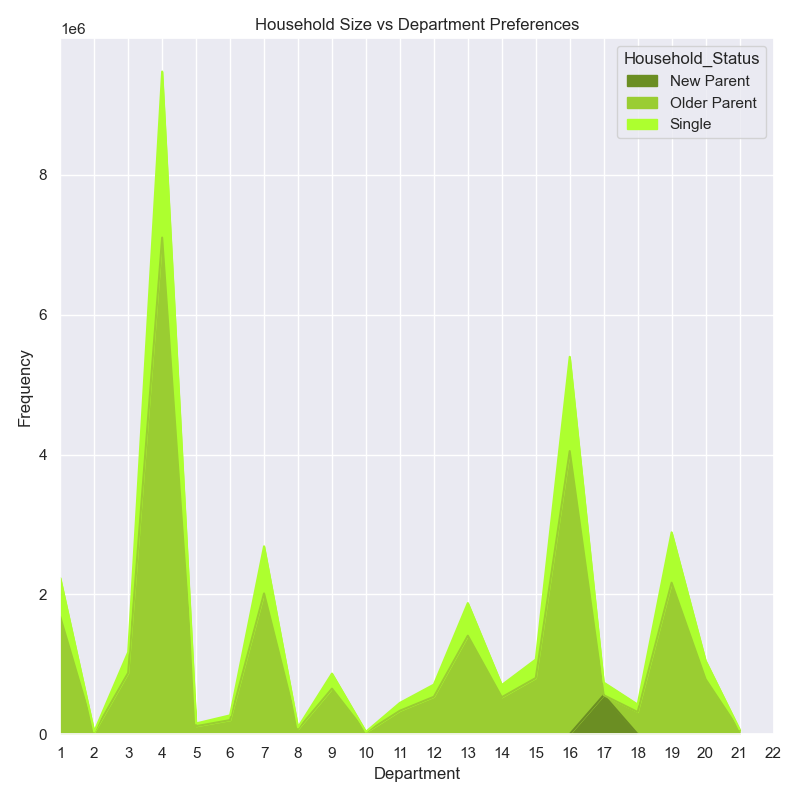 Household Size vs Department Preferences
1e6
Household_Status
New Parent
Older Parent
Single
8
6
4
2
0
Frequency
1 2 3 4 5 6 7 8 9 10 11 12 13 14 15 16 17 18 19 20 21 22
Department